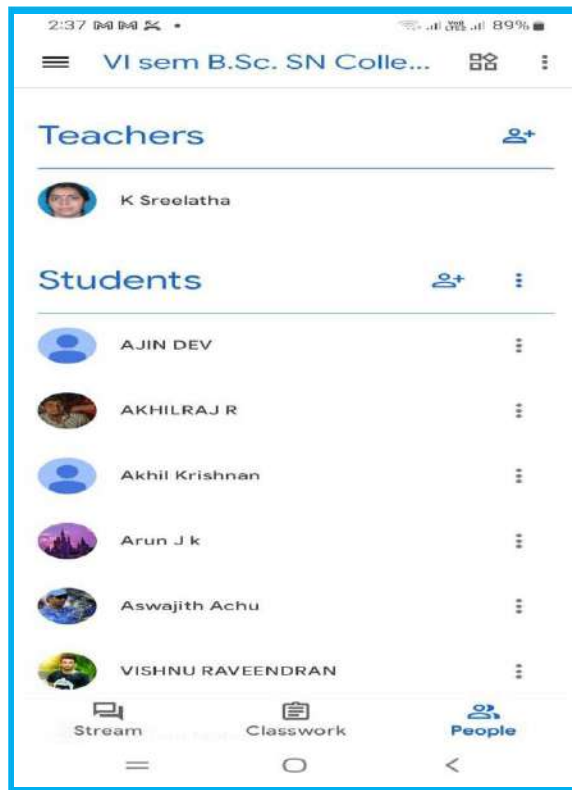 2:37 89%
VI sem B.Sc. SN Colle...
Teachers
K Sreelatha
Students
AJIN DEV
AKHILRAJ R
Akhil Krishnan
Arun J k
Aswajith Achu
VISHNU RAVEENDRAN
Stream Classwork People